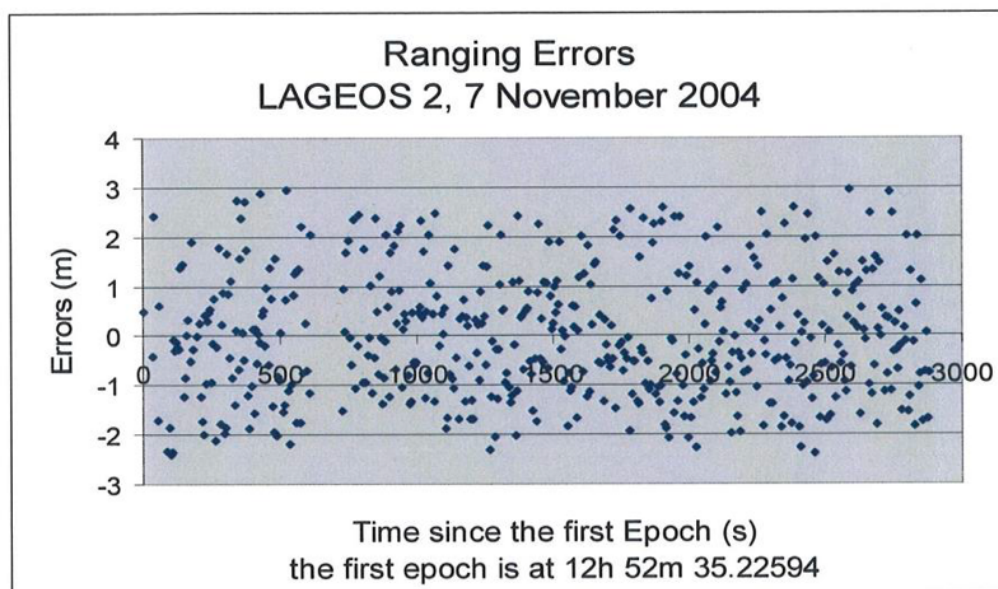 Ranging Errors
LAGEOS 2, 7 November 2004
4
3
2
1
0
-1
-2
-3
Errors (m)
0 500 1000 1500 2000 2500 3000
Time since the first Epoch (s)
the first epoch is at 12h 52m 35.22594